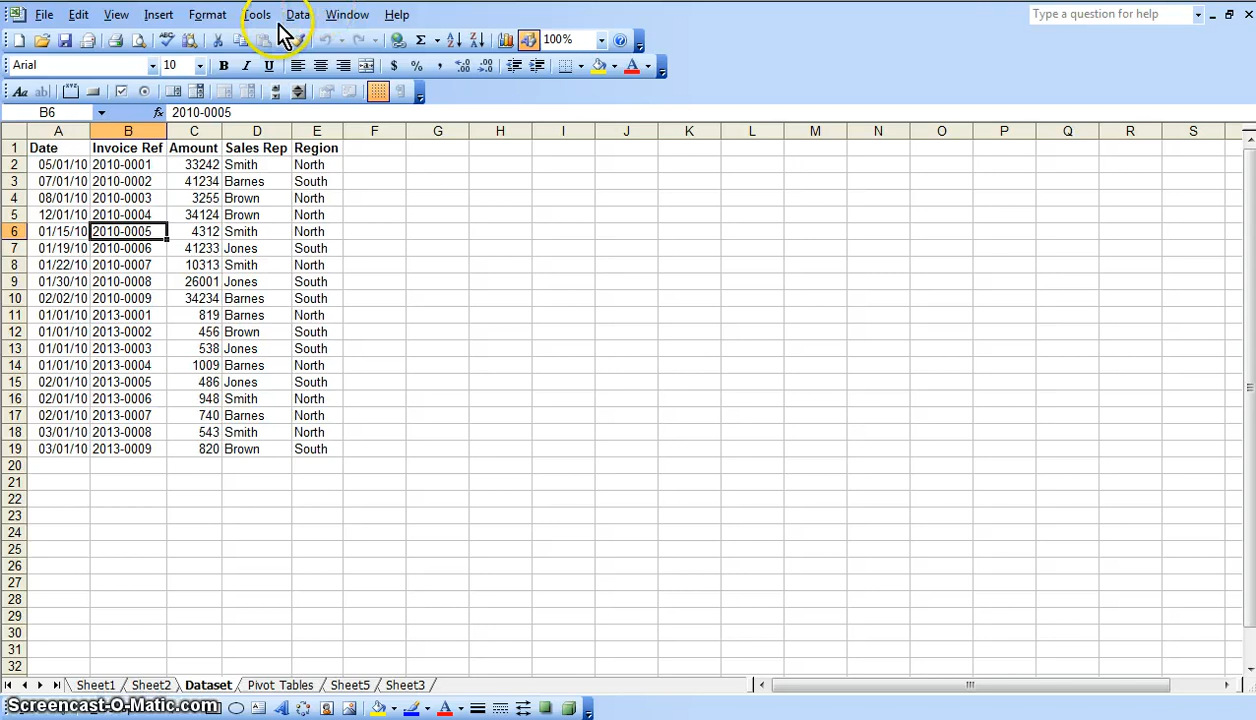 File Edit View Insert Format Tools Data Window Help Type a question for help
100%
Arial 10 B I U $ % ,
Aa ab|
B6 fx 2010-0005
A B C D E F G H I J K L M N O P Q R S
1 Date Invoice Ref Amount Sales Rep Region
2 05/01/10 2010-0001 33242 Smith North
3 07/01/10 2010-0002 41234 Barnes South
4 08/01/10 2010-0003 3255 Brown North
5 12/01/10 2010-0004 34124 Brown North
6 01/15/10 2010-0005 4312 Smith North
7 01/19/10 2010-0006 41233 Jones South
8 01/22/10 2010-0007 10313 Smith North
9 01/30/10 2010-0008 26001 Jones South
10 02/02/10 2010-0009 34234 Barnes South
11 01/01/10 2013-0001 819 Barnes North
12 01/01/10 2013-0002 456 Brown South
13 01/01/10 2013-0003 538 Jones South
14 01/01/10 2013-0004 1009 Barnes North
15 02/01/10 2013-0005 486 Jones South
16 02/01/10 2013-0006 948 Smith North
17 02/01/10 2013-0007 740 Barnes North
18 03/01/10 2013-0008 543 Smith North
19 03/01/10 2013-0009 820 Brown South
20
21
22
23
24
25
26
27
28
29
30
31
32
Sheet1 Sheet2 Dataset Pivot Tables Sheet5 Sheet3
Screencast-O-Matic.com